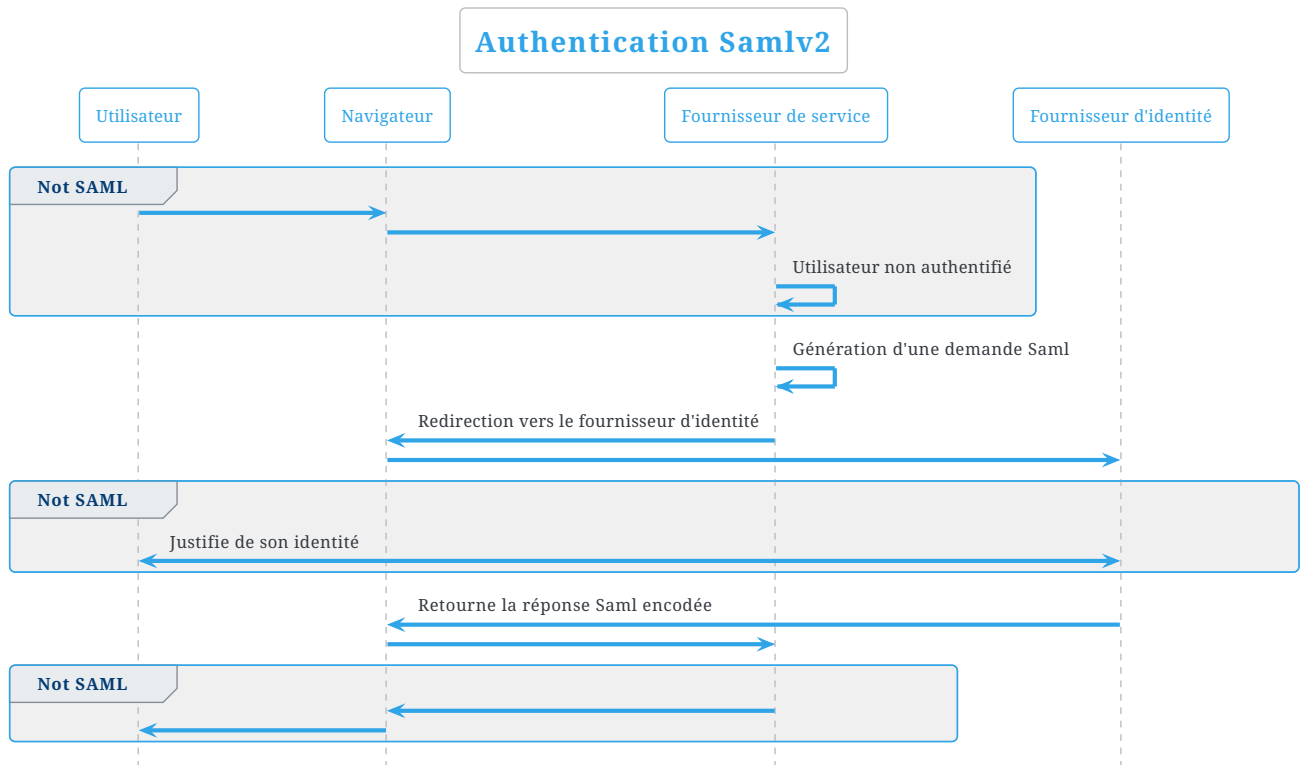 Authentication Samlv2
Utilisateur
Navigateur
Fournisseur de service
Fournisseur d'identité
Not SAML
Utilisateur non authentifié
Génération d'une demande Saml
Redirection vers le fournisseur d'identité
Not SAML
Justifie de son identité
Retourne la réponse Saml encodée
Not SAML